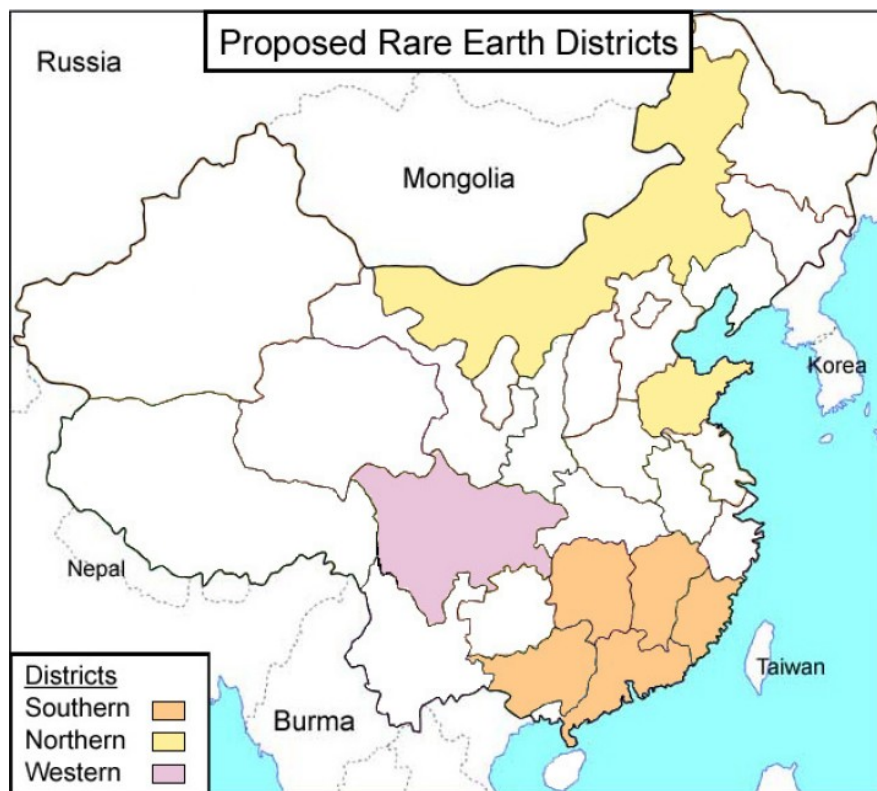 Proposed Rare Earth Districts
Russia
Mongolia
Korea
Nepal
Taiwan
Burma
Districts
Southern
Northern
Western